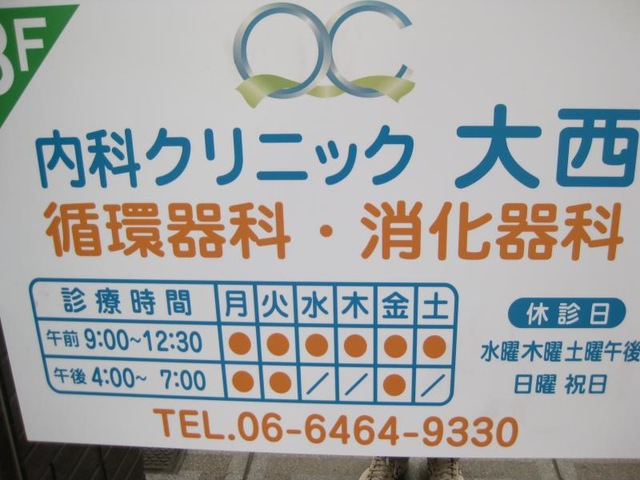 3F
OC
内科クリニック 大西
循環器科・消化器科
診療時間 月 火 水 木 金 土
午前 9:00~12:30 ● ● ● ● ● ●
午後 4:00~ 7:00 ● ● / / ● /
休診日
水曜木曜土曜午後
日曜 祝日
TEL.06-6464-9330